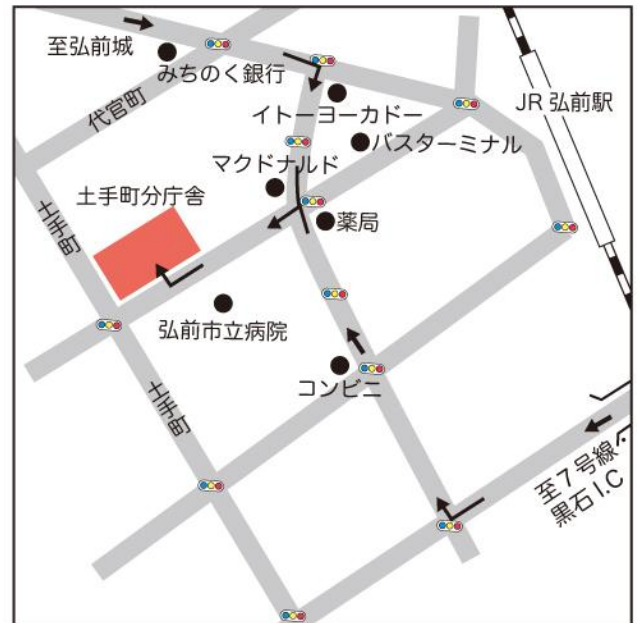 至弘前城
みちのく銀行
JR 弘前駅
代官町
イトーヨーカドー
バスターミナル
マクドナルド
土手町分庁舎
土手町
薬局
弘前市立病院
コンビニ
土手町
至7号線・
黒石I.C